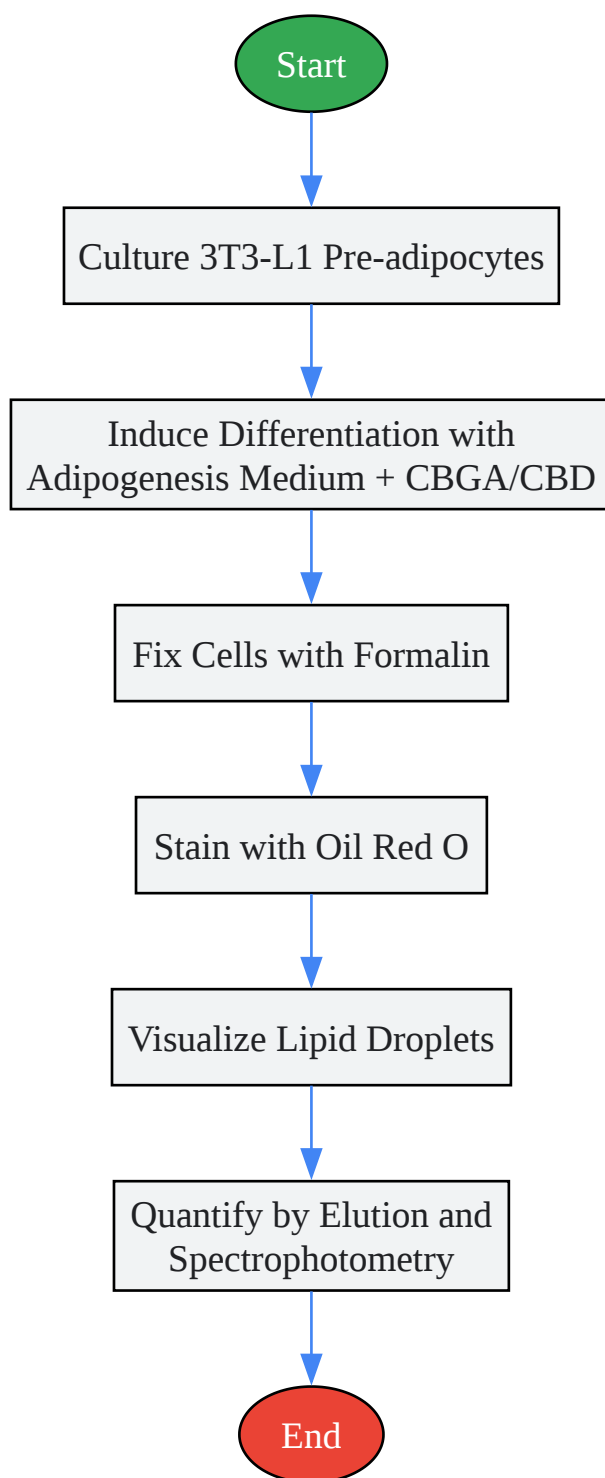 Start
Culture 3T3-L1 Pre-adipocytes
Induce Differentiation with
Adipogenesis Medium + CBGA/CBD
Fix Cells with Formalin
Stain with Oil Red O
Visualize Lipid Droplets
Quantify by Elution and
Spectrophotometry
End